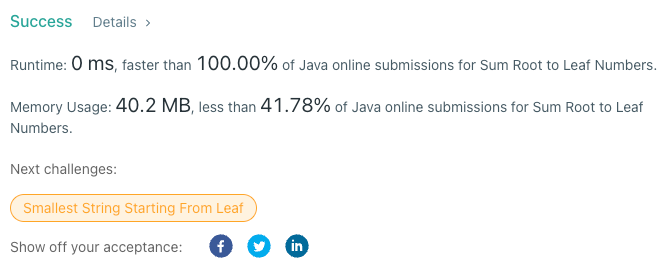 Success Details >
Runtime: 0 ms, faster than 100.00% of Java online submissions for Sum Root to Leaf Numbers.
Memory Usage: 40.2 MB, less than 41.78% of Java online submissions for Sum Root to Leaf
Numbers.
Next challenges:
Smallest String Starting From Leaf
Show off your acceptance: f in